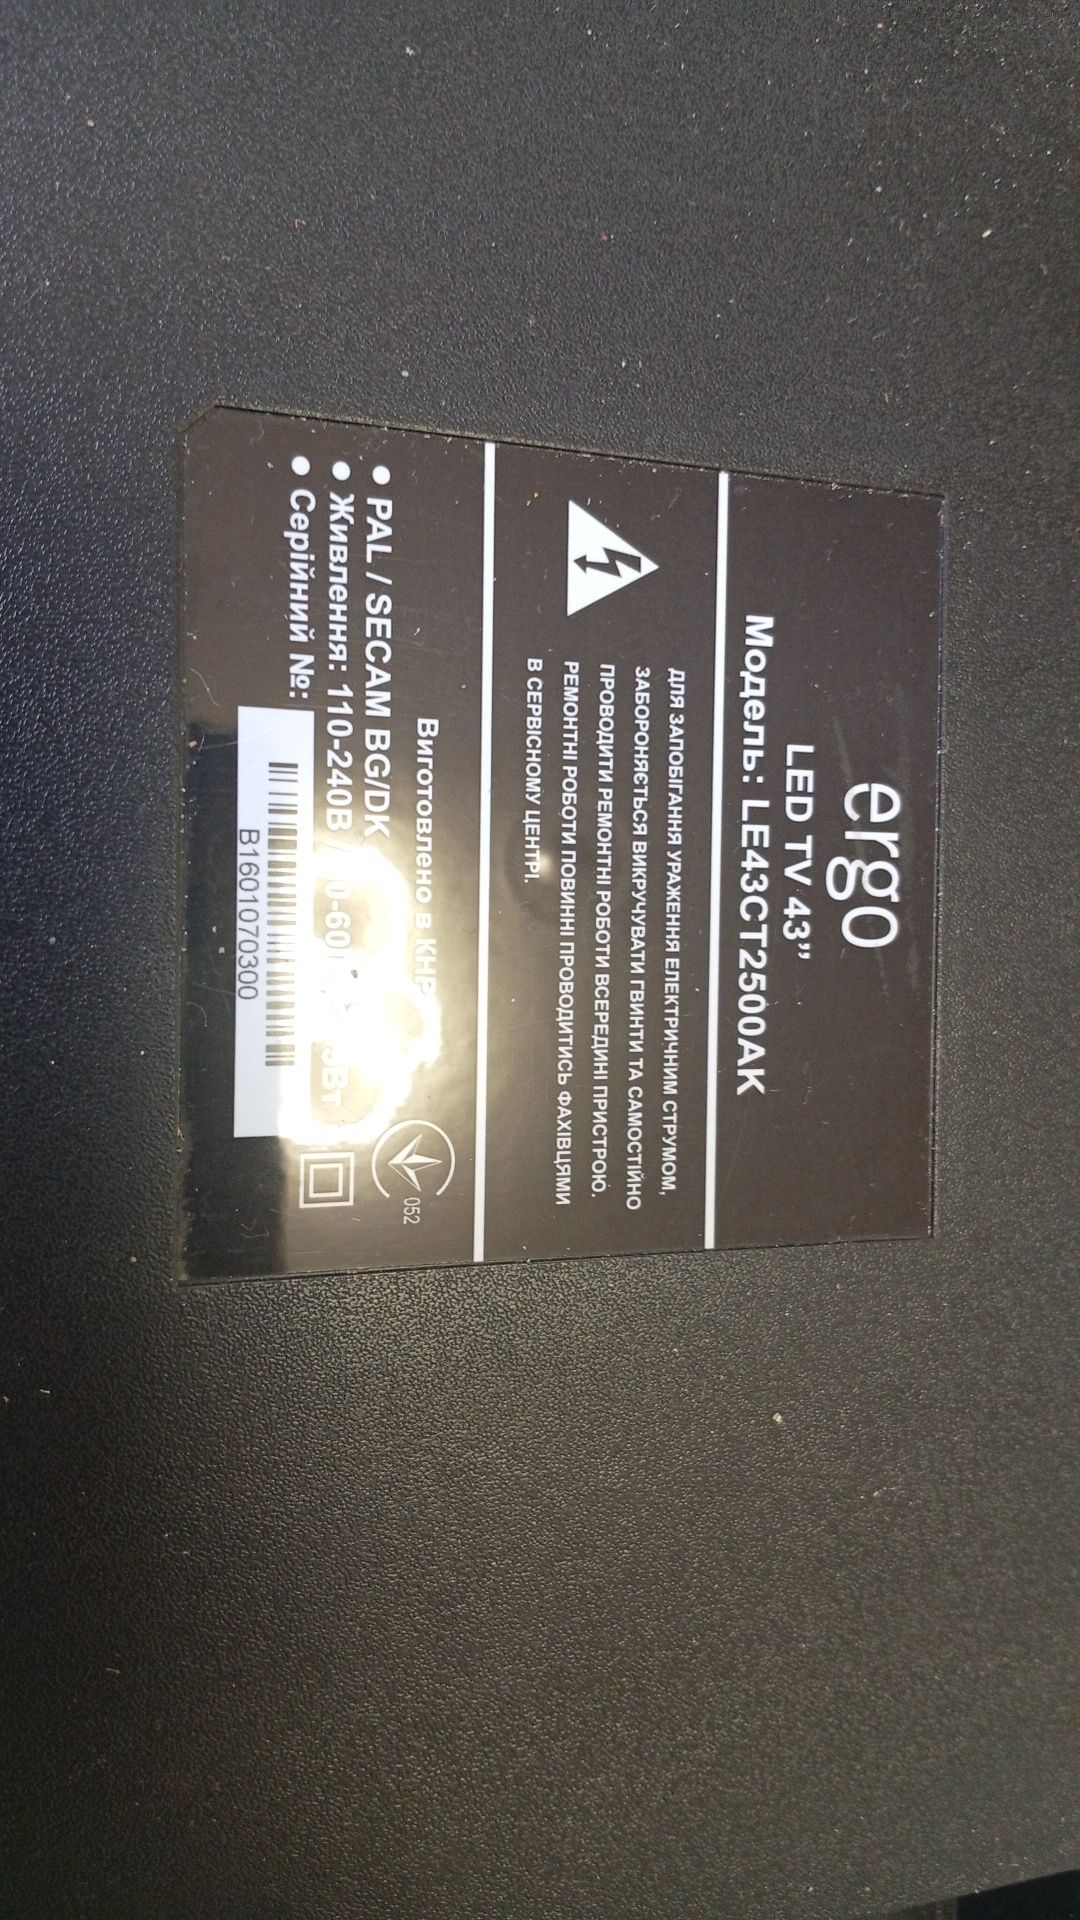 ergo
LED TV 43”
Модель: LE43CT2500AK
ДЛЯ ЗАПОБІГАННЯ УРАЖЕННЯ ЕЛЕКТРИЧНИМ СТРУМОМ,
ЗАБОРОНЯЄТЬСЯ ВИКРУЧУВАТИ ГВИНТИ ТА САМОСТІЙНО
ПРОВОДИТИ РЕМОНТНІ РОБОТИ ВСЕРЕДИНІ ПРИСТРОЮ.
РЕМОНТНІ РОБОТИ ПОВИННІ ПРОВОДИТИСЬ ФАХІВЦЯМИ
В СЕРВІСНОМУ ЦЕНТРІ.
Виготовлено в КНР
052
• PAL / SECAM BG/DK
• Живлення: 110-240В /
• Серійний №:
B1601070300